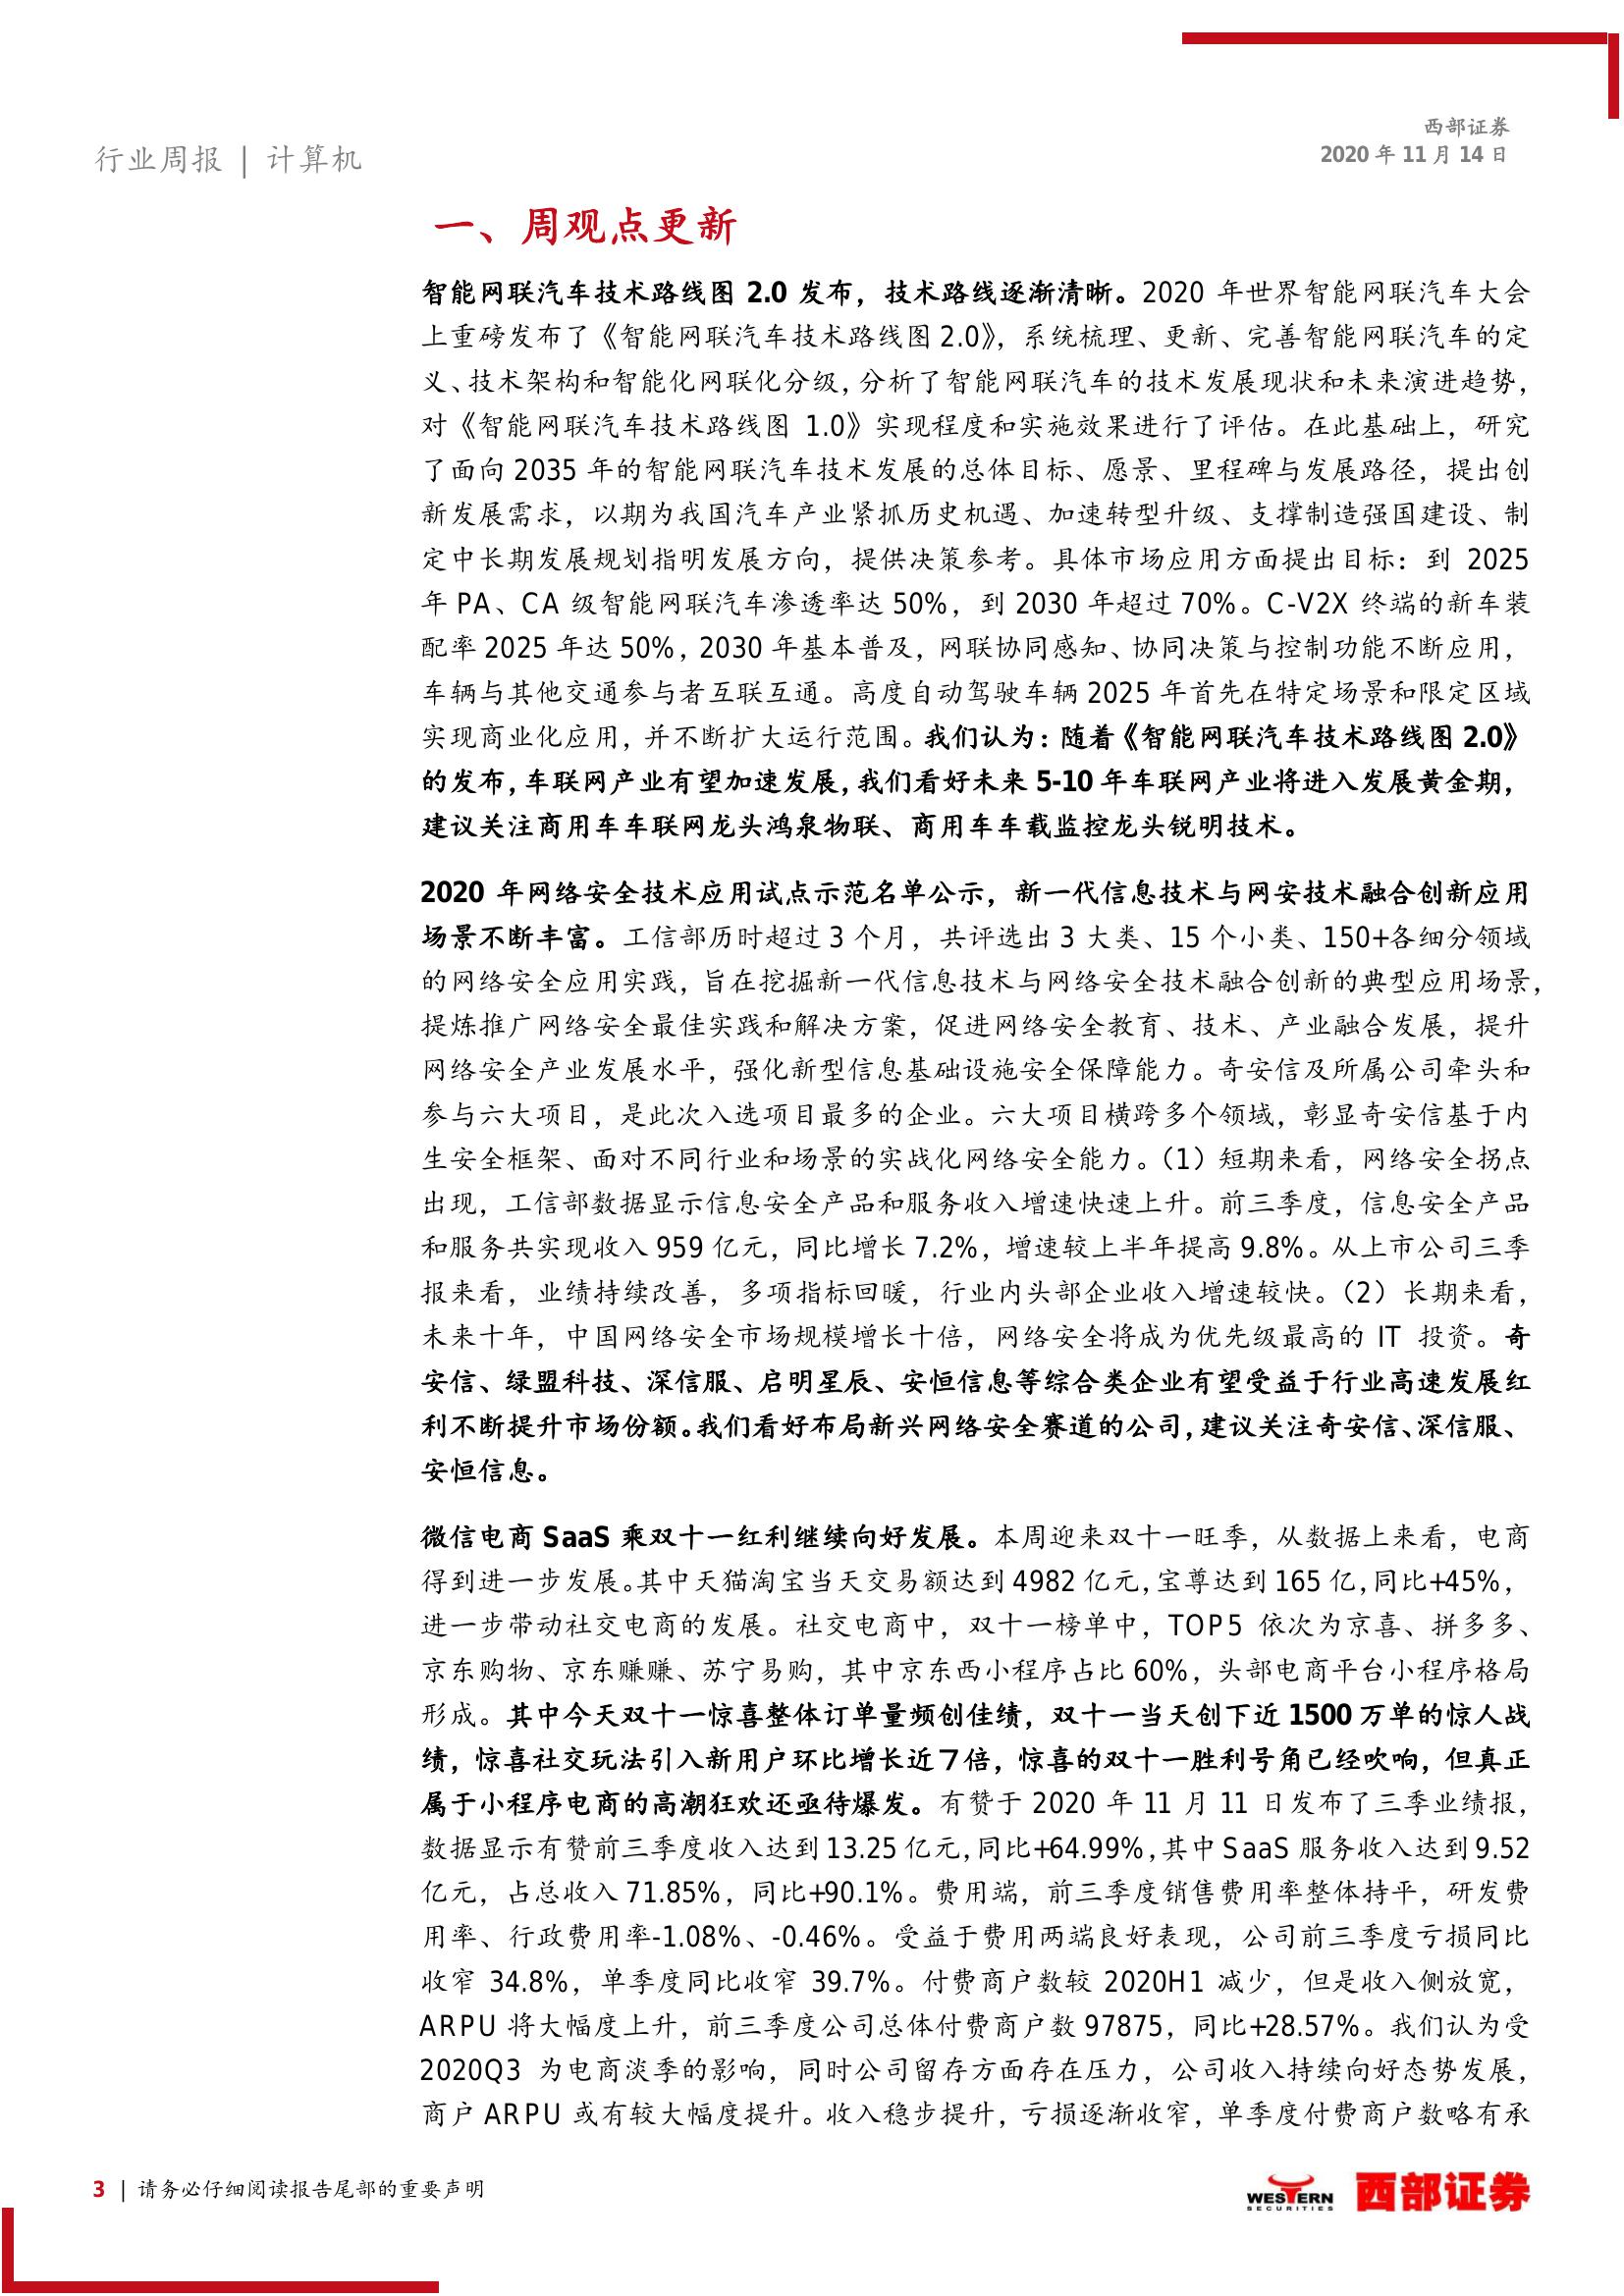 西部证券
行业周报 | 计算机
2020 年 11 月 14 日
一、周观点更新
智能网联汽车技术路线图 2.0 发布，技术路线逐渐清晰。2020 年世界智能网联汽车大会
上重磅发布了《智能网联汽车技术路线图 2.0》，系统梳理、更新、完善智能网联汽车的定
义、技术架构和智能化网联化分级，分析了智能网联汽车的技术发展现状和未来演进趋势，
对《智能网联汽车技术路线图 1.0》实现程度和实施效果进行了评估。在此基础上，研究
了面向 2035 年的智能网联汽车技术发展的总体目标、愿景、里程碑与发展路径，提出创
新发展需求，以期为我国汽车产业紧抓历史机遇、加速转型升级、支撑制造强国建设、制
定中长期发展规划指明发展方向，提供决策参考。具体市场应用方面提出目标：到 2025
年 PA、CA 级智能网联汽车渗透率达 50%，到 2030 年超过 70%。C-V2X 终端的新车装
配率 2025 年达 50%，2030 年基本普及，网联协同感知、协同决策与控制功能不断应用，
车辆与其他交通参与者互联互通。高度自动驾驶车辆 2025 年首先在特定场景和限定区域
实现商业化应用，并不断扩大运行范围。我们认为：随着《智能网联汽车技术路线图 2.0》
的发布，车联网产业有望加速发展，我们看好未来 5-10 年车联网产业将进入发展黄金期，
建议关注商用车车联网龙头鸿泉物联、商用车车载监控龙头锐明技术。
2020 年网络安全技术应用试点示范名单公示，新一代信息技术与网安技术融合创新应用
场景不断丰富。工信部历时超过 3 个月，共评选出 3 大类、15 个小类、150+各细分领域
的网络安全应用实践，旨在挖掘新一代信息技术与网络安全技术融合创新的典型应用场景，
提炼推广网络安全最佳实践和解决方案，促进网络安全教育、技术、产业融合发展，提升
网络安全产业发展水平，强化新型信息基础设施安全保障能力。奇安信及所属公司牵头和
参与六大项目，是此次入选项目最多的企业。六大项目横跨多个领域，彰显奇安信基于内
生安全框架、面对不同行业和场景的实战化网络安全能力。（1）短期来看，网络安全拐点
出现，工信部数据显示信息安全产品和服务收入增速快速上升。前三季度，信息安全产品
和服务共实现收入 959 亿元，同比增长 7.2%，增速较上半年提高 9.8%。从上市公司三季
报来看，业绩持续改善，多项指标回暖，行业内头部企业收入增速较快。（2）长期来看，
未来十年，中国网络安全市场规模增长十倍，网络安全将成为优先级最高的 IT 投资。奇
安信、绿盟科技、深信服、启明星辰、安恒信息等综合类企业有望受益于行业高速发展红
利不断提升市场份额。我们看好布局新兴网络安全赛道的公司，建议关注奇安信、深信服、
安恒信息。
微信电商 SaaS 乘双十一红利继续向好发展。本周迎来双十一旺季，从数据上来看，电商
得到进一步发展。其中天猫淘宝当天交易额达到 4982 亿元，宝尊达到 165 亿，同比+45%，
进一步带动社交电商的发展。社交电商中，双十一榜单中，TOP5 依次为京喜、拼多多、
京东购物、京东赚赚、苏宁易购，其中京东西小程序占比 60%，头部电商平台小程序格局
形成。其中今天双十一惊喜整体订单量频创佳绩，双十一当天创下近 1500 万单的惊人战
绩，惊喜社交玩法引入新用户环比增长近７倍，惊喜的双十一胜利号角已经吹响，但真正
属于小程序电商的高潮狂欢还亟待爆发。有赞于 2020 年 11 月 11 日发布了三季业绩报，
数据显示有赞前三季度收入达到 13.25 亿元，同比+64.99%，其中 SaaS 服务收入达到 9.52
亿元，占总收入 71.85%，同比+90.1%。费用端，前三季度销售费用率整体持平，研发费
用率、行政费用率-1.08%、-0.46%。受益于费用两端良好表现，公司前三季度亏损同比
收窄 34.8%，单季度同比收窄 39.7%。付费商户数较 2020H1 减少，但是收入侧放宽，
ARPU 将大幅度上升，前三季度公司总体付费商户数 97875，同比+28.57%。我们认为受
2020Q3 为电商淡季的影响，同时公司留存方面存在压力，公司收入持续向好态势发展，
商户 ARPU 或有较大幅度提升。收入稳步提升，亏损逐渐收窄，单季度付费商户数略有承
3 | 请务必仔细阅读报告尾部的重要声明
WESTERN
SECURITIES
西部证券